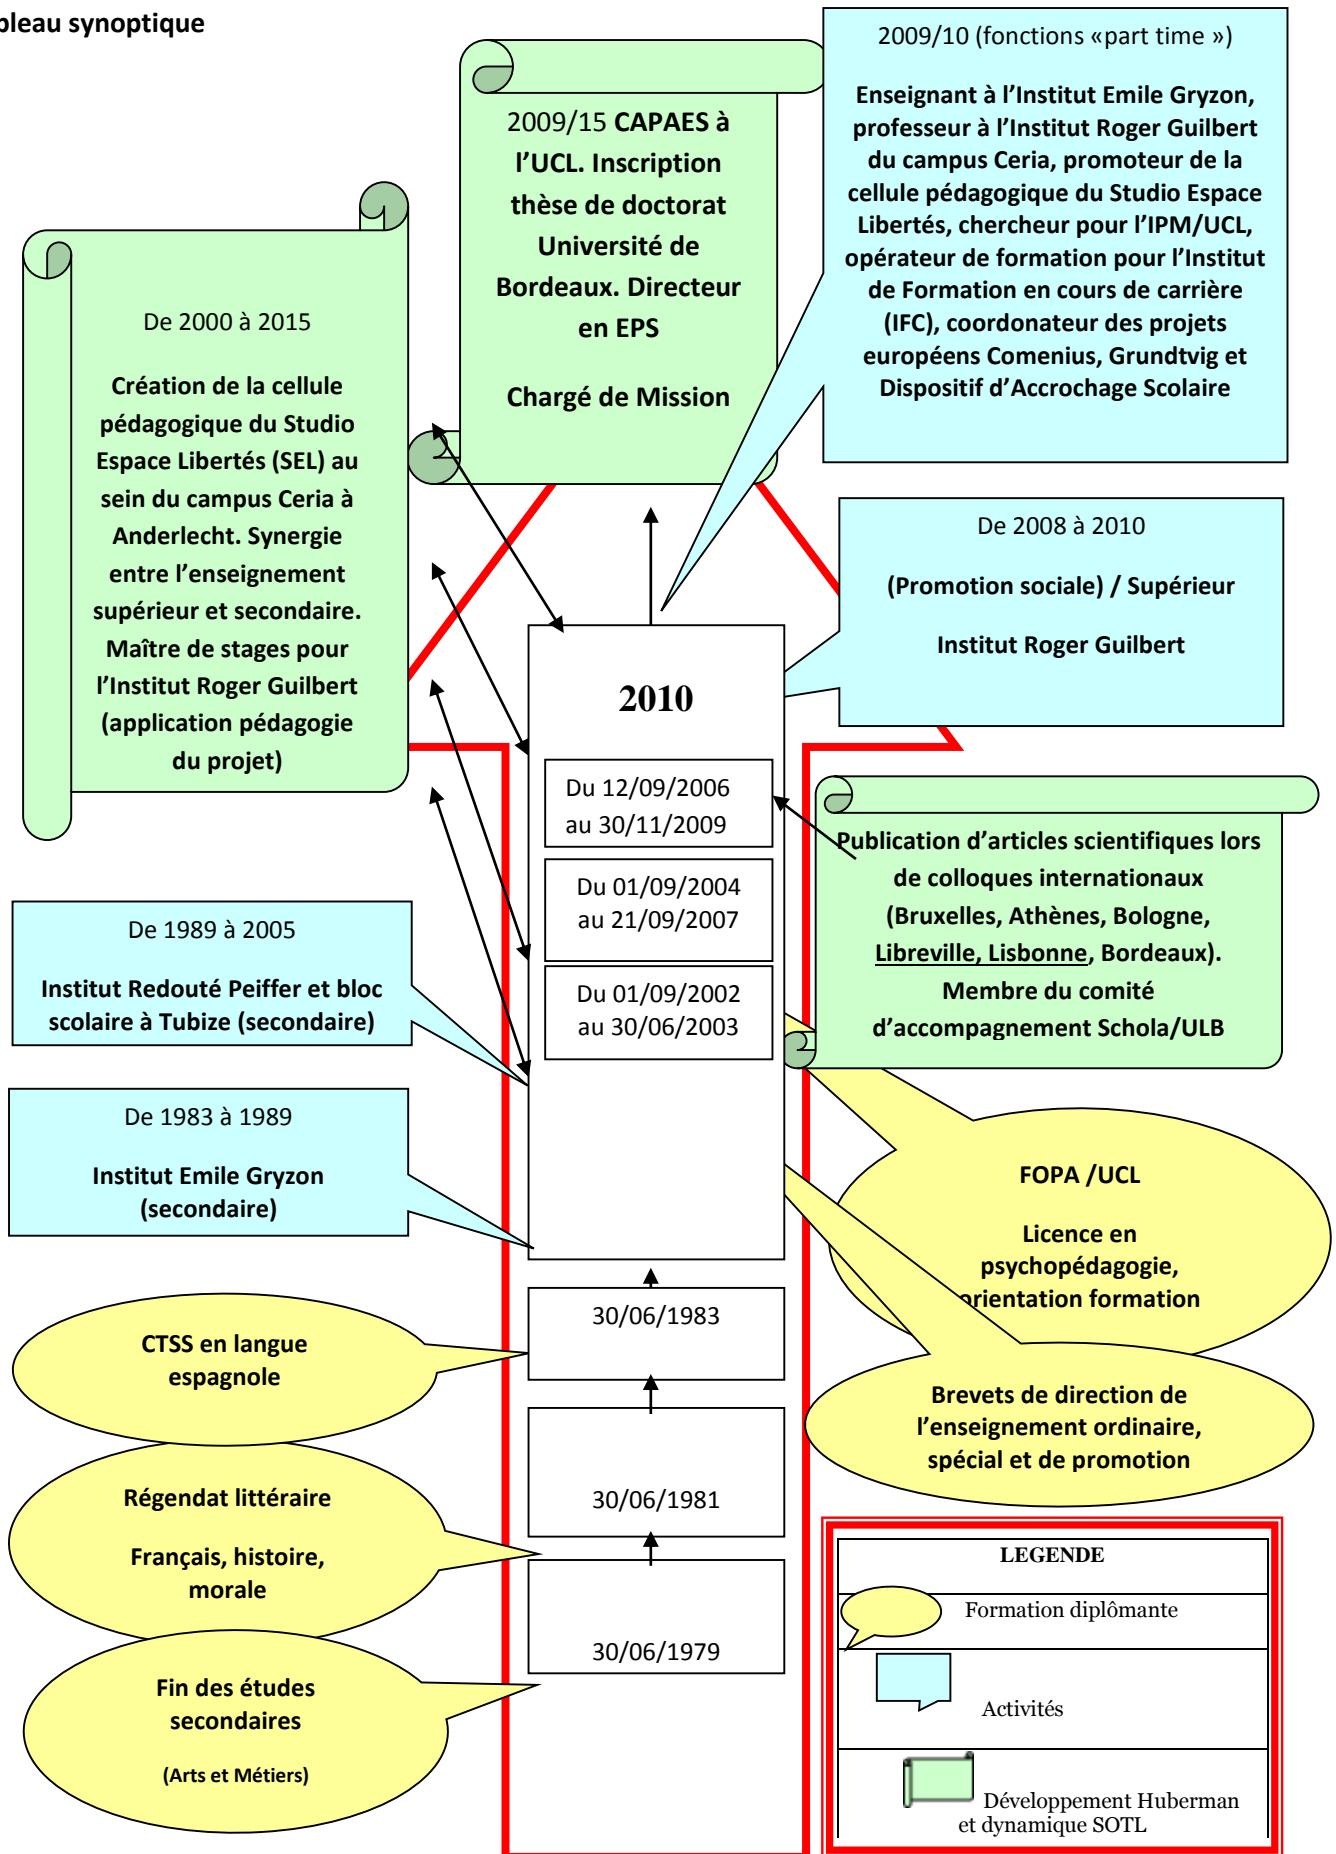 bleau synoptique
2009/10 (fonctions «part time »)
Enseignant à l’Institut Emile Gryzon,
professeur à l’Institut Roger Guilbert
du campus Ceria, promoteur de la
cellule pédagogique du Studio Espace
Libertés, chercheur pour l’IPM/UCL,
opérateur de formation pour l’Institut
de Formation en cours de carrière
(IFC), coordonateur des projets
européens Comenius, Grundtvig et
Dispositif d’Accrochage Scolaire
2009/15 CAPAES à
l’UCL. Inscription
thèse de doctorat
Université de
Bordeaux. Directeur
en EPS
Chargé de Mission
De 2000 à 2015
Création de la cellule
pédagogique du Studio
Espace Libertés (SEL) au
sein du campus Ceria à
Anderlecht. Synergie
entre l’enseignement
supérieur et secondaire.
Maître de stages pour
l’Institut Roger Guilbert
(application pédagogie
du projet)
De 2008 à 2010
(Promotion sociale) / Supérieur
Institut Roger Guilbert
2010
Du 12/09/2006
au 30/11/2009
Du 01/09/2004
au 21/09/2007
Du 01/09/2002
au 30/06/2003
Publication d’articles scientifiques lors
de colloques internationaux
(Bruxelles, Athènes, Bologne,
Libreville, Lisbonne, Bordeaux).
Membre du comité
d’accompagnement Schola/ULB
De 1989 à 2005
Institut Redouté Peiffer et bloc
scolaire à Tubize (secondaire)
De 1983 à 1989
Institut Emile Gryzon
(secondaire)
FOPA /UCL
Licence en
psychopédagogie,
orientation formation
30/06/1983
CTSS en langue
espagnole
Brevets de direction de
l’enseignement ordinaire,
spécial et de promotion
30/06/1981
Régendat littéraire
Français, histoire,
morale
30/06/1979
Fin des études
secondaires
(Arts et Métiers)
LEGENDE
Formation diplômante
Activités
Développement Huberman
et dynamique SOTL